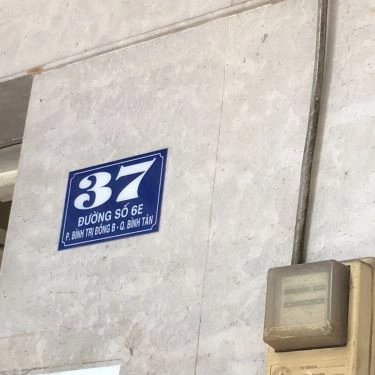 37
ĐƯỜNG SỐ 6E
P. BÌNH TRỊ ĐÔNG B - Q. BÌNH TÂN